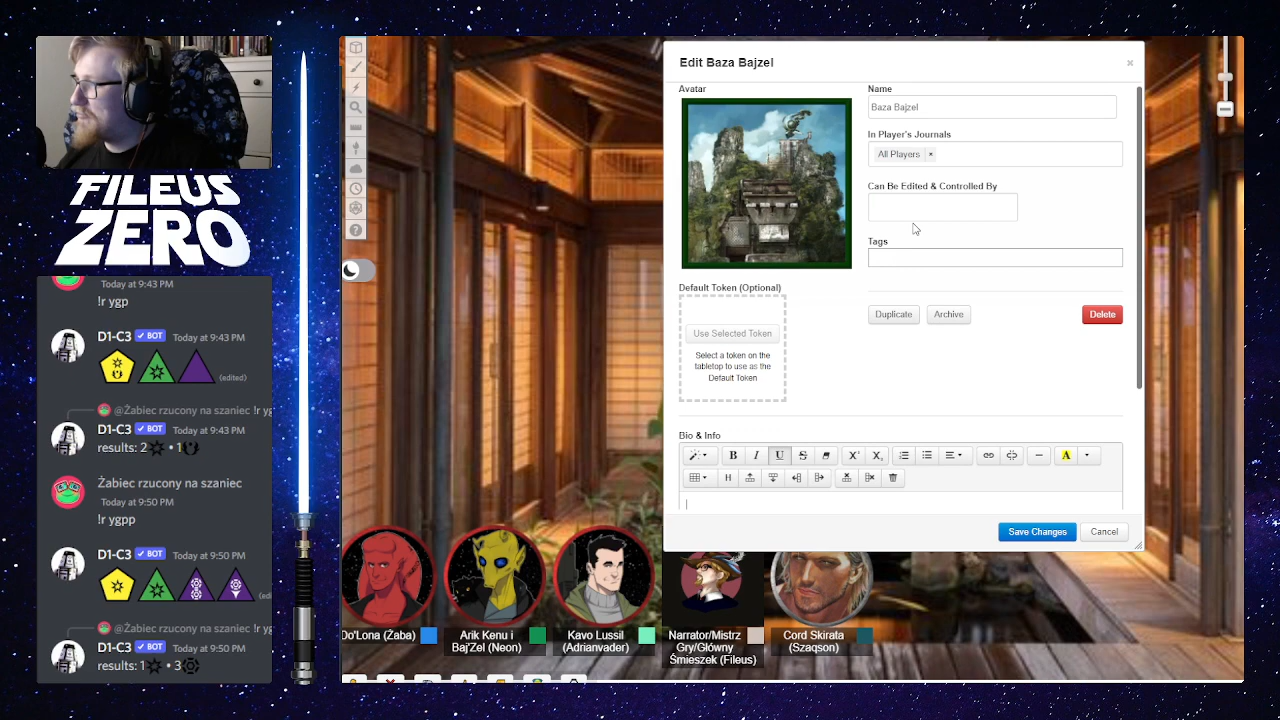 FILEUS
ZERO
Today at 9:43 PM
!r ygp
D1-C3 ✔ BOT Today at 9:43 PM
(edited)
@Żabiec rzucony na szaniec !r yg
D1-C3 ✔ BOT Today at 9:43 PM
results: 2 • 1
Żabiec rzucony na szaniec
Today at 9:50 PM
!r ygpp
D1-C3 ✔ BOT Today at 9:50 PM
(edi
@Żabiec rzucony na szaniec !r yg
D1-C3 ✔ BOT Today at 9:50 PM
results: 1 • 3
Edit Baza Bajzel
×
Avatar
Name
Baza Bajzel
In Player's Journals
All Players ×
Can Be Edited & Controlled By
Tags
Default Token (Optional)
Use Selected Token
Select a token on the
tabletop to use as the
Default Token
Duplicate
Archive
Delete
Bio & Info
B I U S X X A
H
Save Changes
Cancel
Do'Lona (Żaba)
Arik Kenu i
Baj'Zel (Neon)
Kavo Lussil
(Adrianvader)
Narrator/Mistrz
Gry/Główny
Śmieszek (Fileus)
Cord Skirata
(Szaqson)